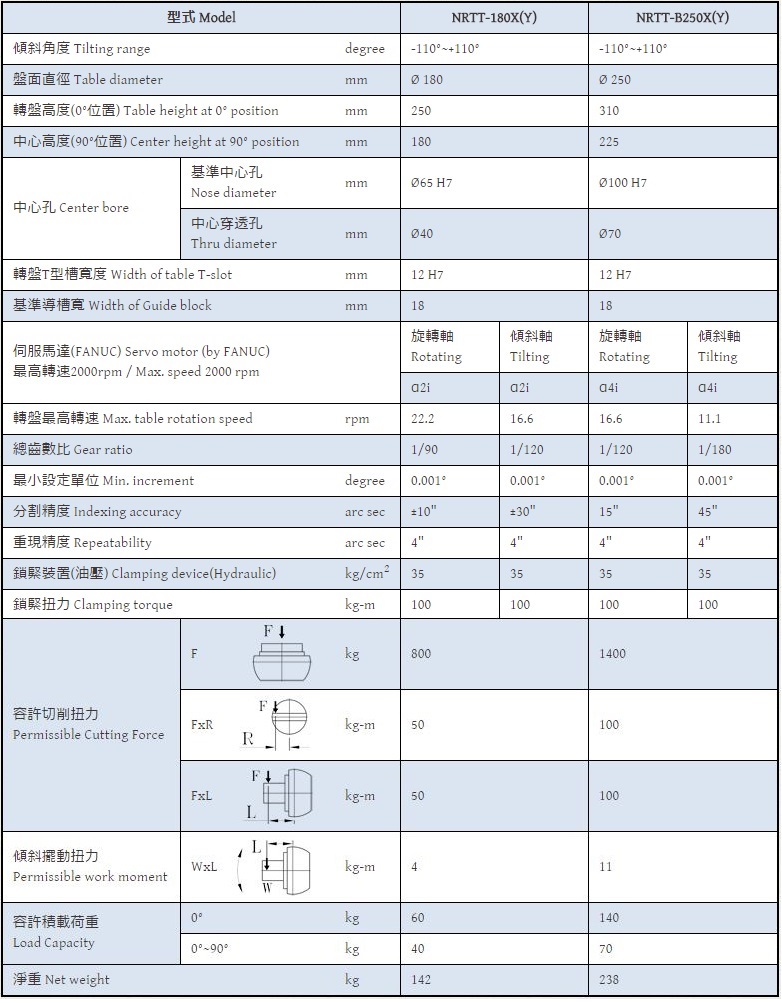 型式 Model NRTT-180X(Y) NRTT-B250X(Y)
傾斜角度 Tilting range degree -110°~+110° -110°~+110°
盤面直徑 Table diameter mm Ø 180 Ø 250
轉盤高度(0°位置) Table height at 0° position mm 250 310
中心高度(90°位置) Center height at 90° position mm 180 225
中心孔 Center bore
基準中心孔
Nose diameter mm Ø65 H7 Ø100 H7
中心穿透孔
Thru diameter mm Ø40 Ø70
轉盤T型槽寬度 Width of table T-slot mm 12 H7 12 H7
基準導槽寬 Width of Guide block mm 18 18
伺服馬達(FANUC) Servo motor (by FANUC)
最高轉速2000rpm / Max. speed 2000 rpm
旋轉軸 傾斜軸 旋轉軸 傾斜軸
Rotating Tilting Rotating Tilting
α2i α2i α4i α4i
轉盤最高轉速 Max. table rotation speed rpm 22.2 16.6 16.6 11.1
總齒數比 Gear ratio 1/90 1/120 1/120 1/180
最小設定單位 Min. increment degree 0.001° 0.001° 0.001° 0.001°
分割精度 Indexing accuracy arc sec ±10" ±30" 15" 45"
重現精度 Repeatability arc sec 4" 4" 4" 4"
鎖緊裝置(油壓) Clamping device(Hydraulic) kg/cm² 35 35 35 35
鎖緊扭力 Clamping torque kg-m 100 100 100 100
容許切削扭力
Permissible Cutting Force
F F kg 800 1400
FxR F R kg-m 50 100
FxL F L kg-m 50 100
傾斜擺動扭力
Permissible work moment
WxL L W kg-m 4 11
容許積載荷重
Load Capacity
0° kg 60 140
0°~90° kg 40 70
淨重 Net weight kg 142 238